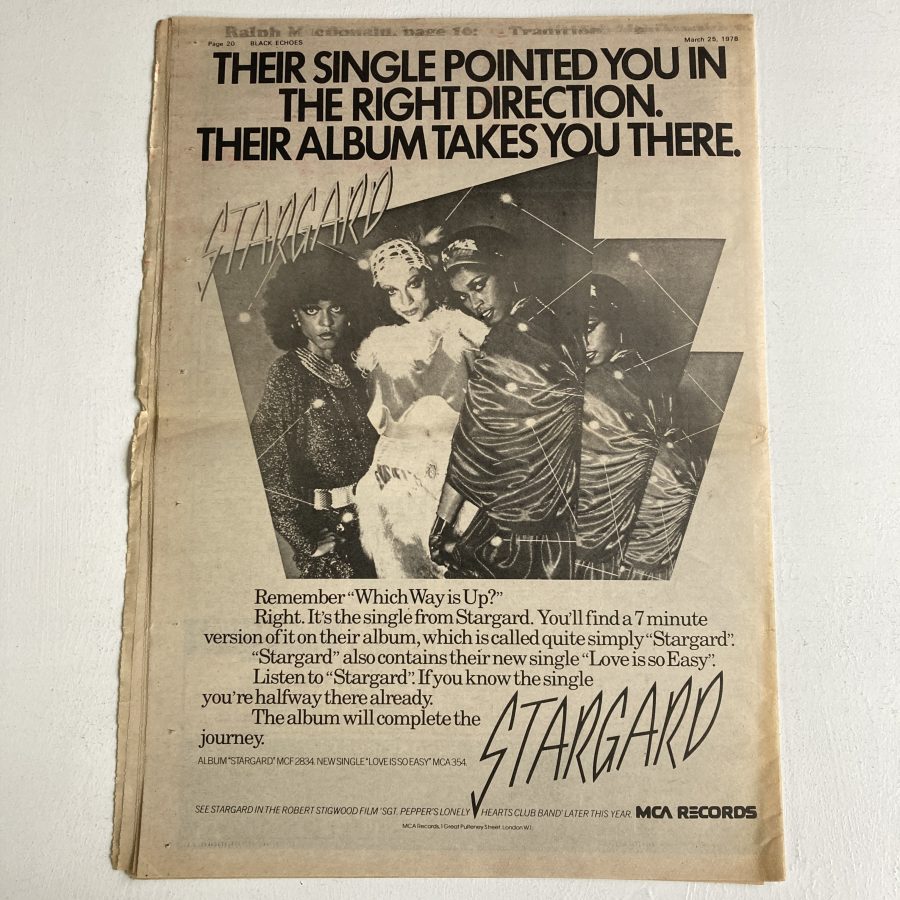 Ralph Macdonald, page 16:
Page 20 BLACK ECHOES March 25, 1978
THEIR SINGLE POINTED YOU IN
THE RIGHT DIRECTION.
THEIR ALBUM TAKES YOU THERE.
STARGARD
Remember “Which Way is Up?”
Right. It’s the single from Stargard. You’ll find a 7 minute
version of it on their album, which is called quite simply “Stargard”.
“Stargard” also contains their new single “Love is so Easy”.
Listen to “Stargard”. If you know the single
you’re halfway there already.
The album will complete the
journey.
STARGARD
ALBUM “STARGARD” MCF 2834. NEW SINGLE “LOVE IS SO EASY” MCA 354.
SEE STARGARD IN THE ROBERT STIGWOOD FILM ‘SGT. PEPPER’S LONELY HEARTS CLUB BAND’ LATER THIS YEAR. MCA RECORDS
MCA Records, 1 Great Pulteney Street, London W1.